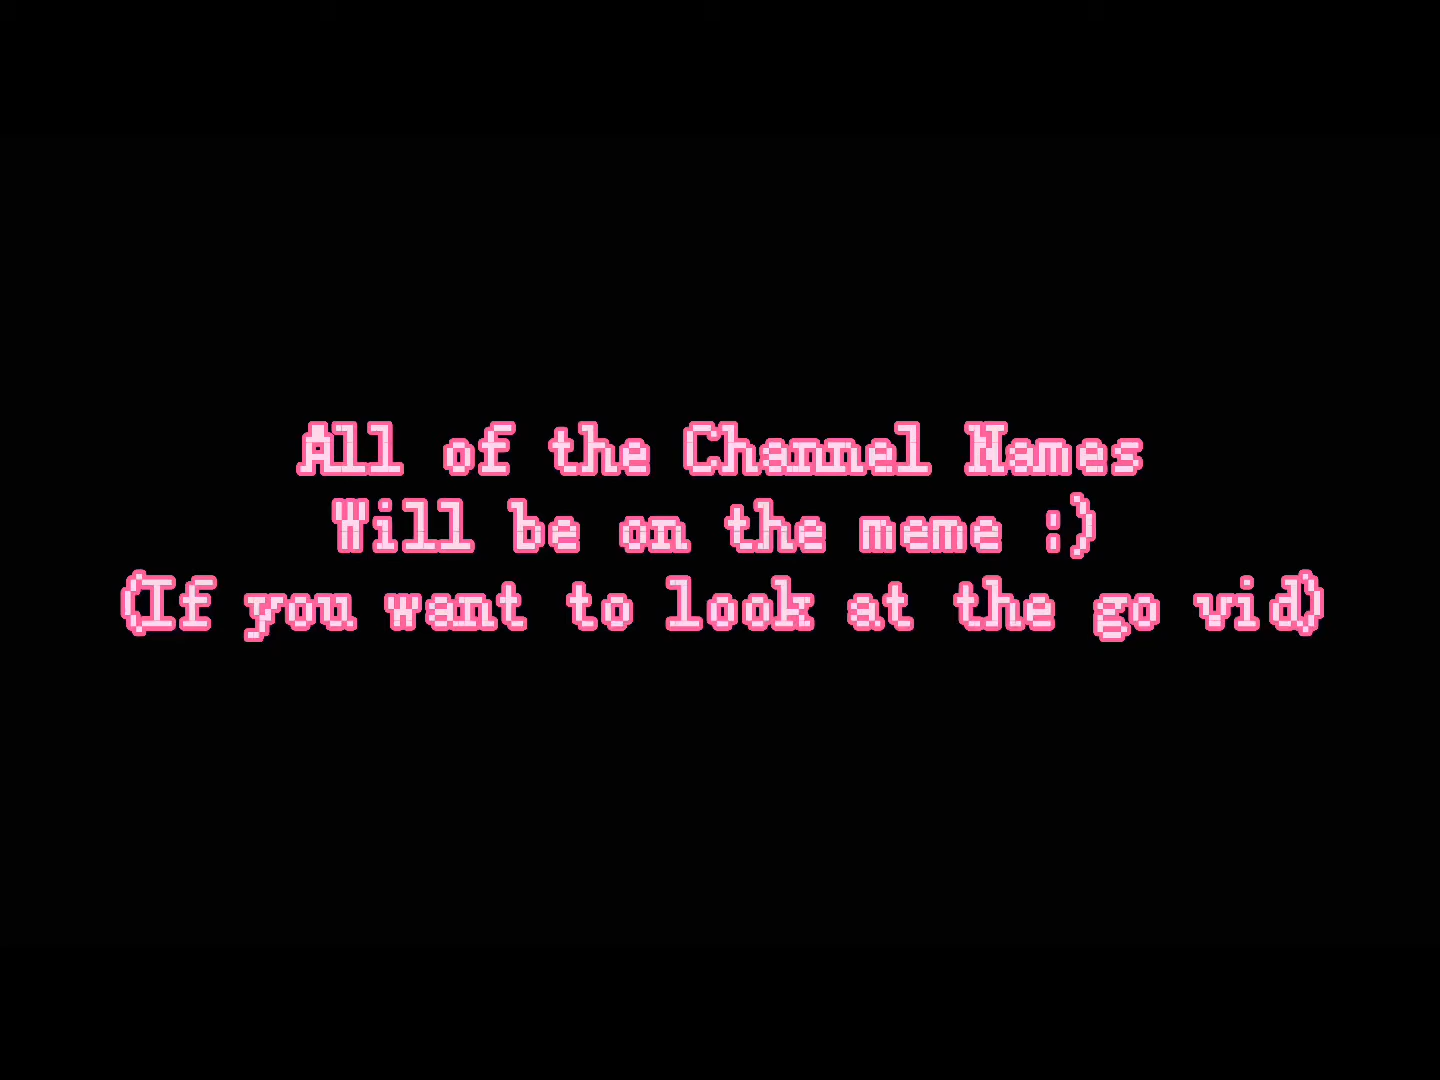 All of the Channel Names
Will be on the meme :)
(If you want to look at the go vid)